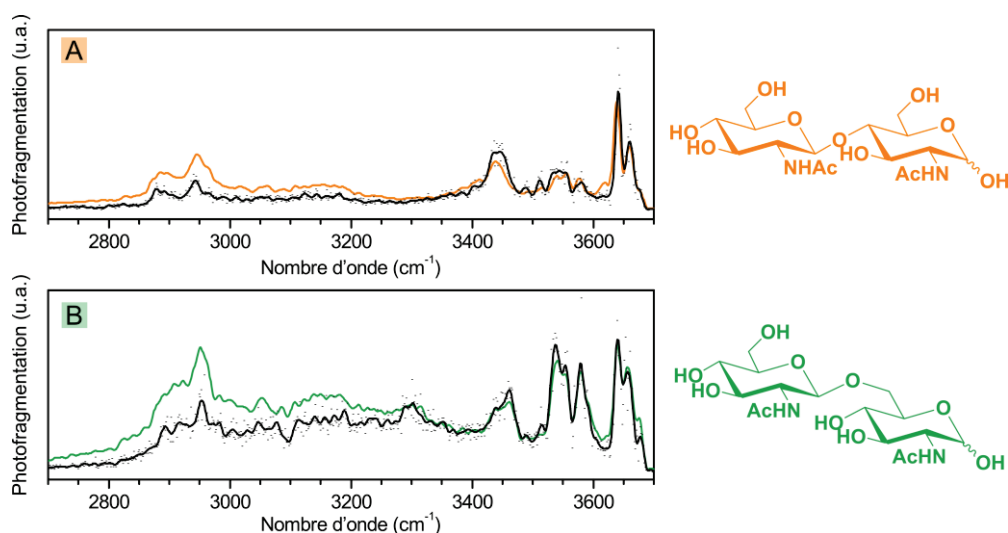 A
Photofragmentation (u.a.)
2800 3000 3200 3400 3600
Nombre d'onde (cm-1)
OH
HO
HO
O
NHAc
O
OH
HO
O
AcHN
OH
B
Photofragmentation (u.a.)
2800 3000 3200 3400 3600
Nombre d'onde (cm-1)
OH
HO
HO
O
AcHN
O
HO
HO
O
AcHN
OH